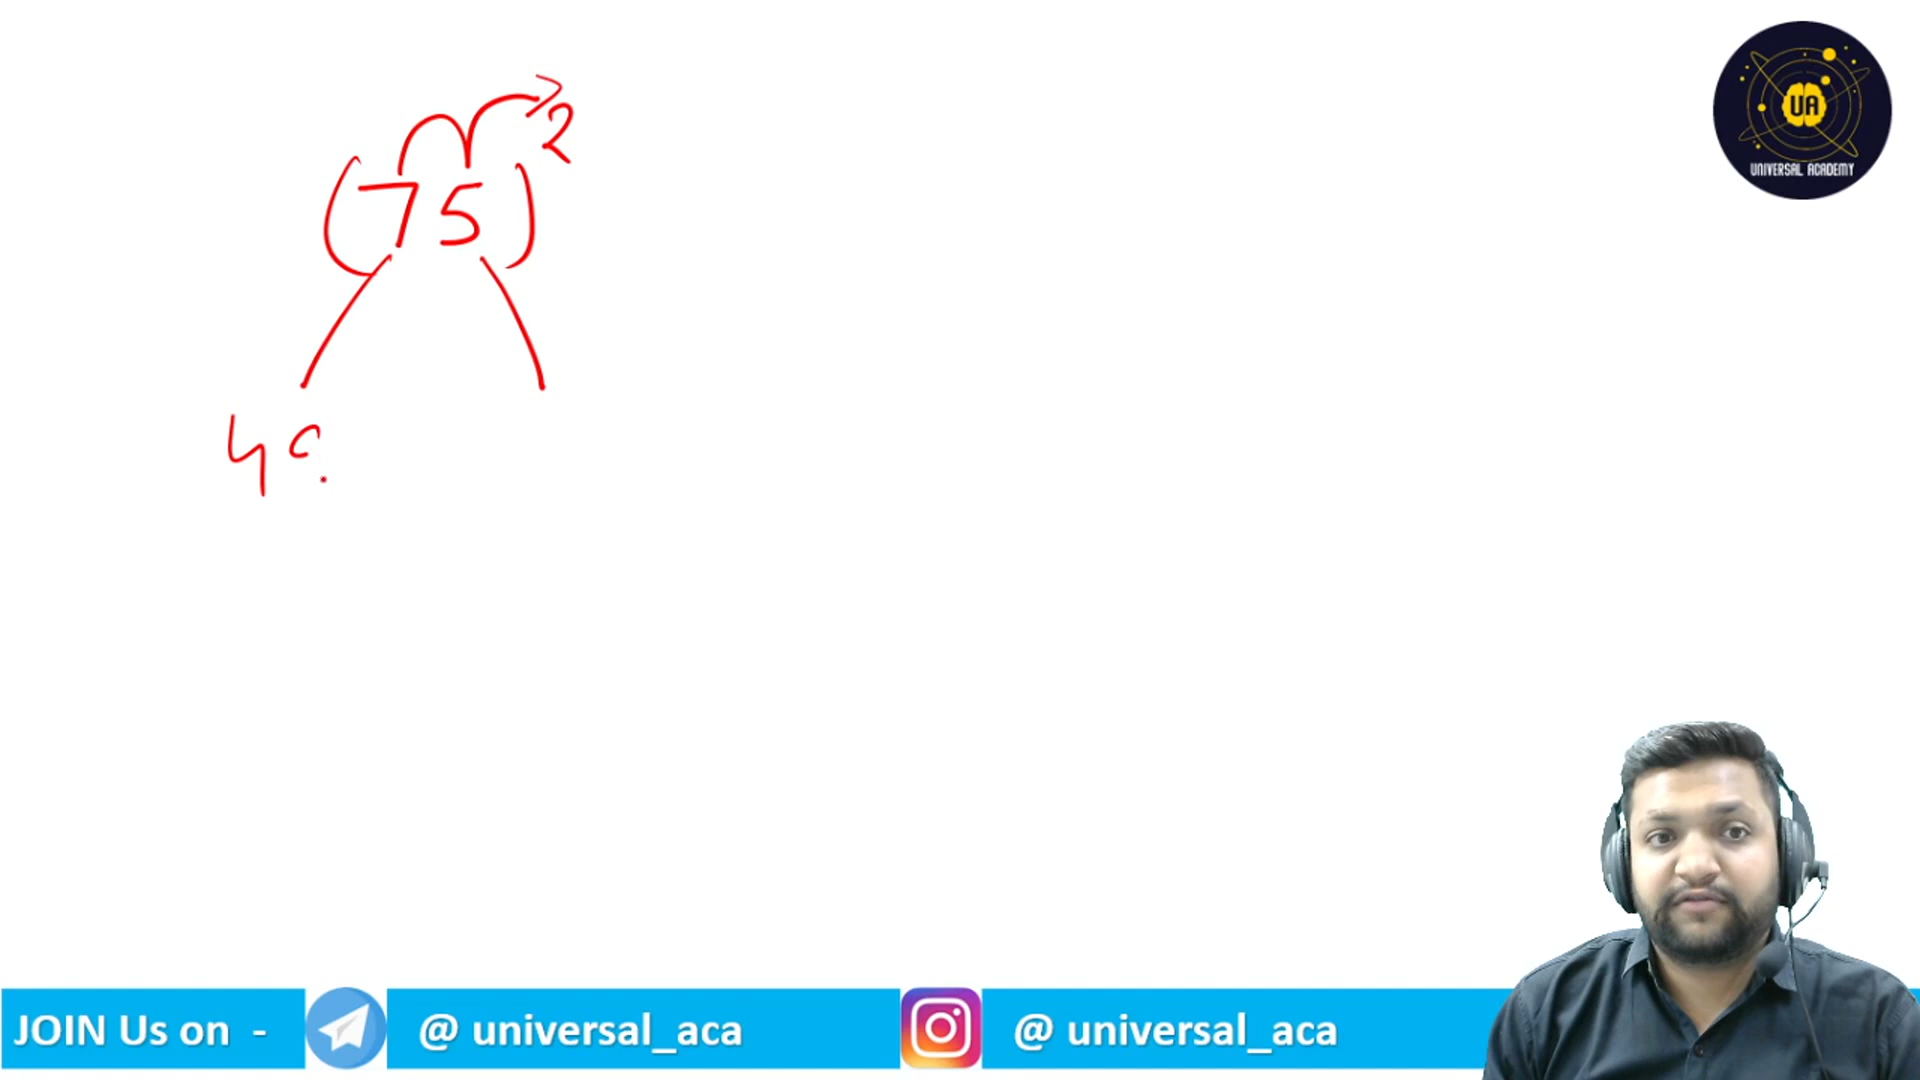 (75)²
4
UA
UNIVERSAL ACADEMY
JOIN Us on - @ universal_aca @ universal_aca